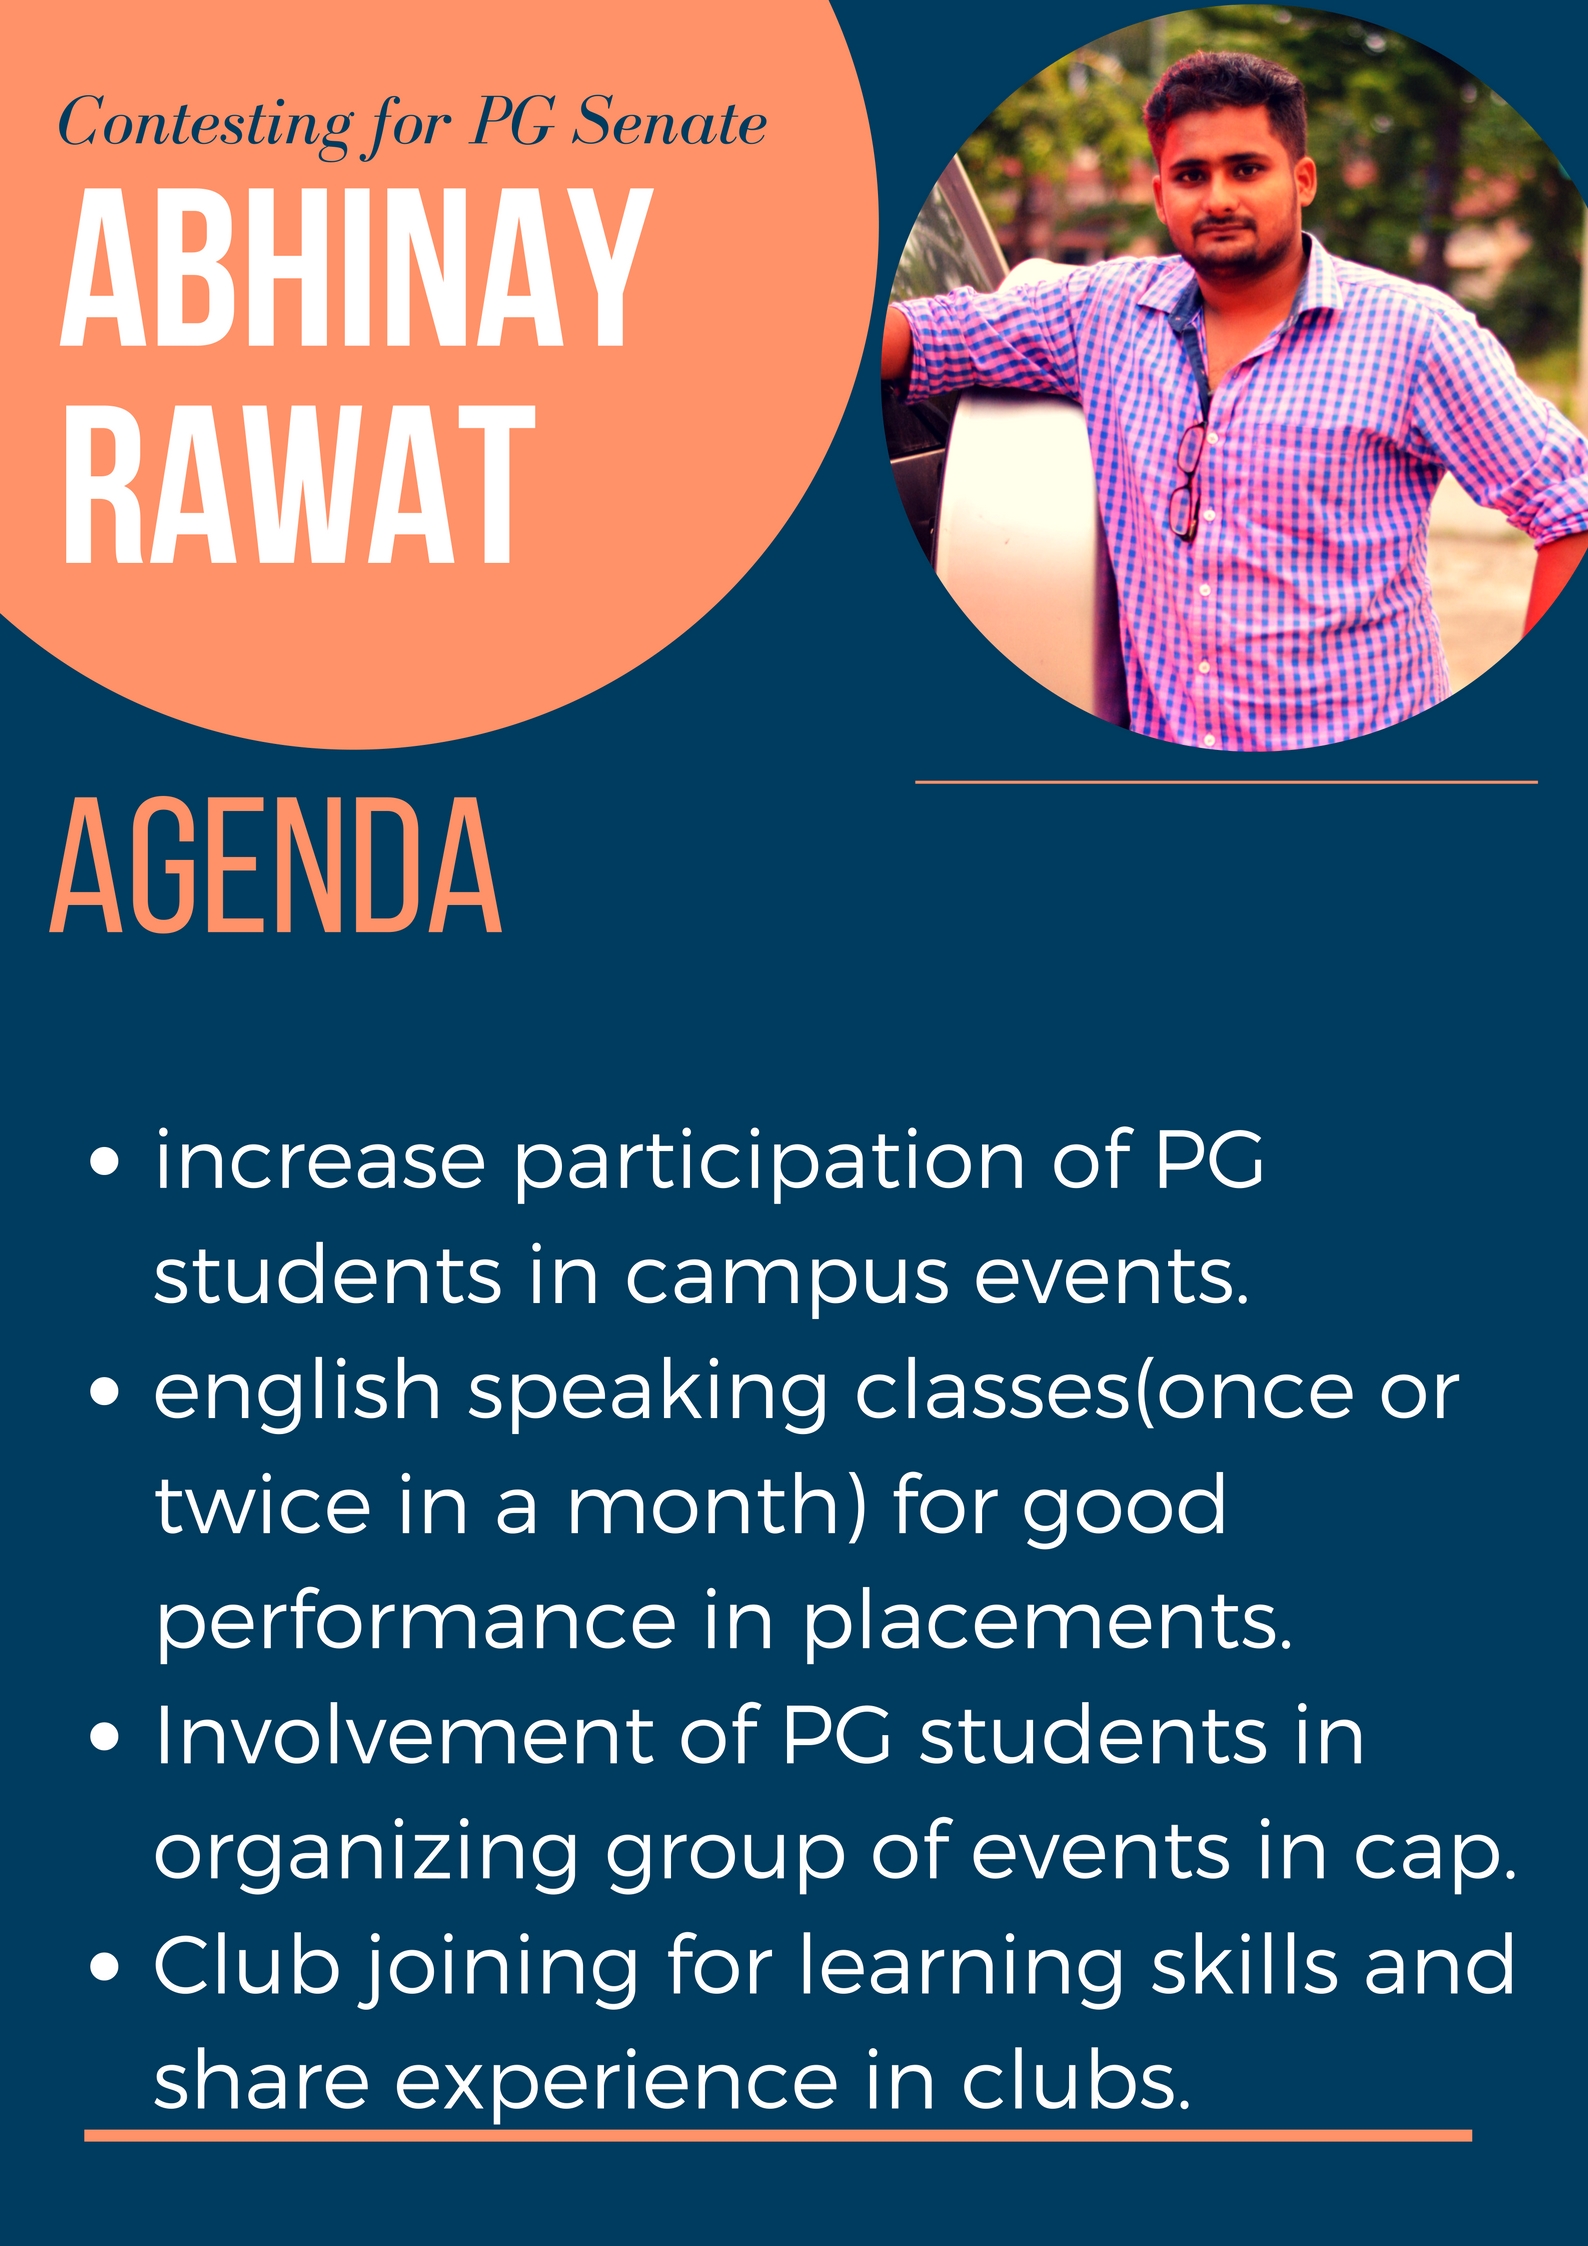 Contesting for PG Senate
ABHINAY
RAWAT
AGENDA
• increase participation of PG
students in campus events.
• english speaking classes(once or
twice in a month) for good
performance in placements.
• Involvement of PG students in
organizing group of events in cap.
• Club joining for learning skills and
share experience in clubs.